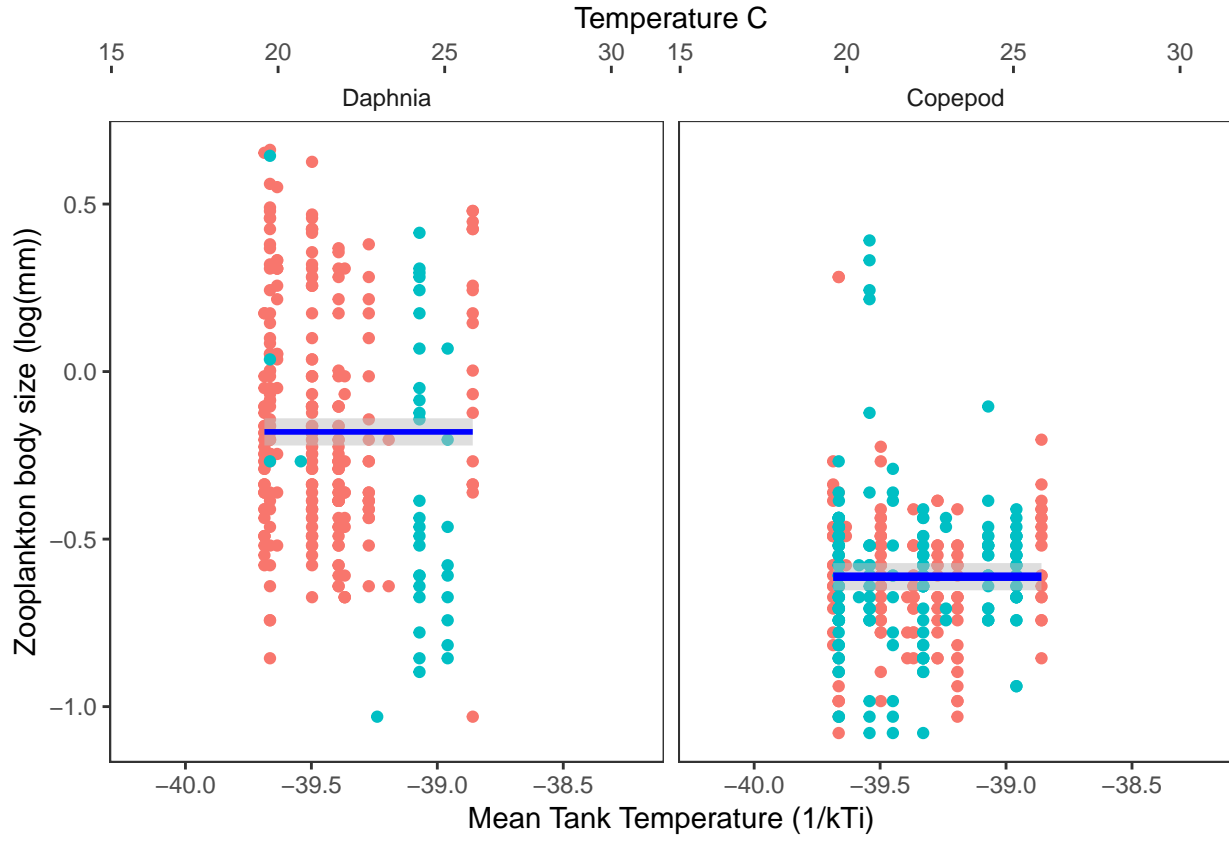 Temperature C
15 20 25 30 15 20 25 30
Daphnia Copepod
Zooplankton body size (log(mm))
0.5
0.0
−0.5
−1.0
−40.0 −39.5 −39.0 −38.5 −40.0 −39.5 −39.0 −38.5
Mean Tank Temperature (1/kTi)